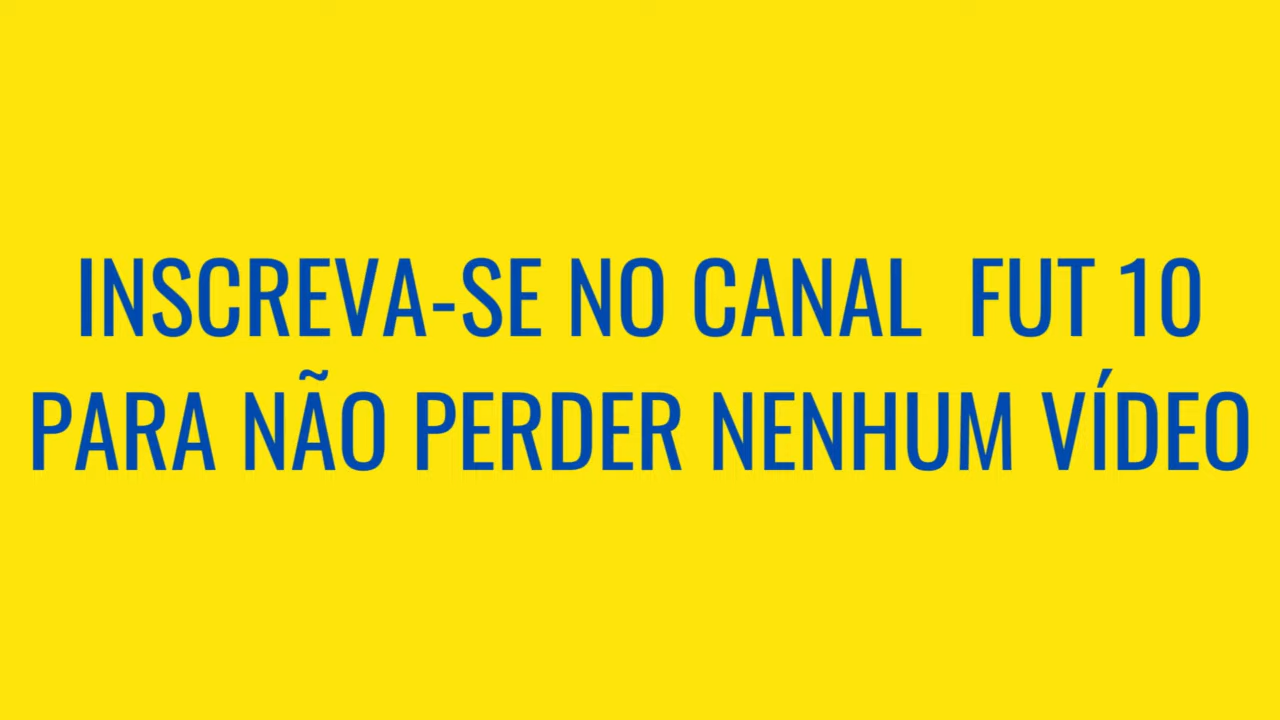 INSCREVA-SE NO CANAL  FUT 10
PARA NÃO PERDER NENHUM VÍDEO